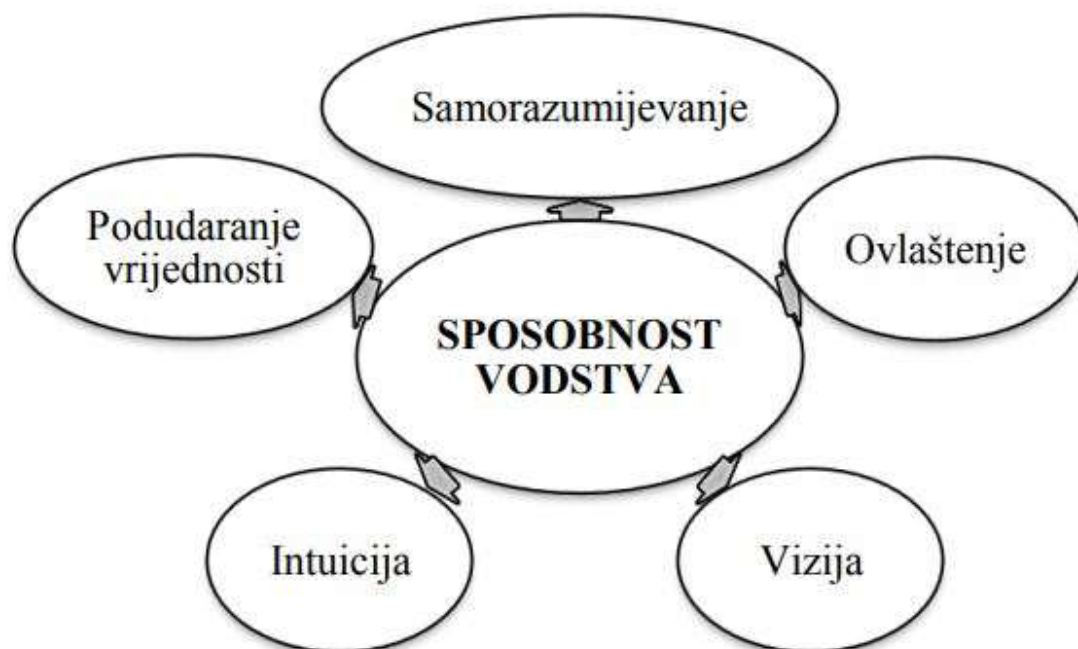 Samorazumijevanje
Podudaranje
vrijednosti
Ovlaštenje
SPOSOBNOST
VODSTVA
Intuicija
Vizija